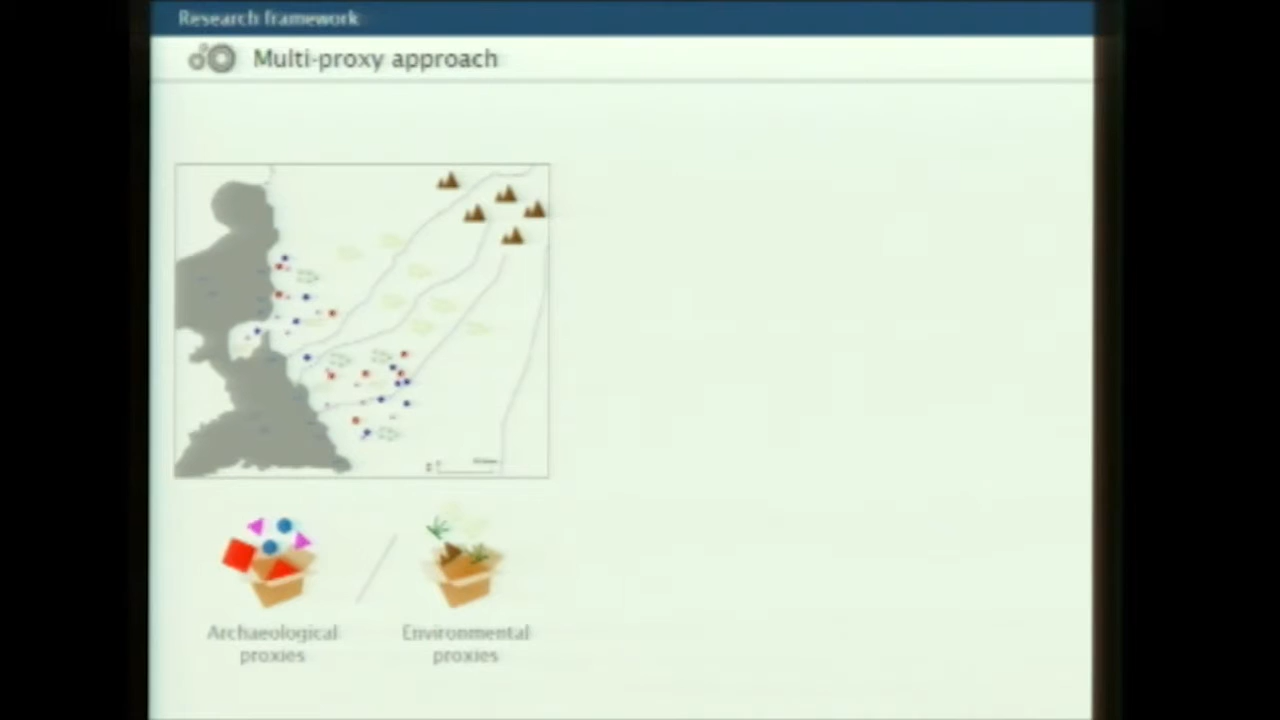 Research framework
Multi-proxy approach
Archaeological
proxies
Environmental
proxies